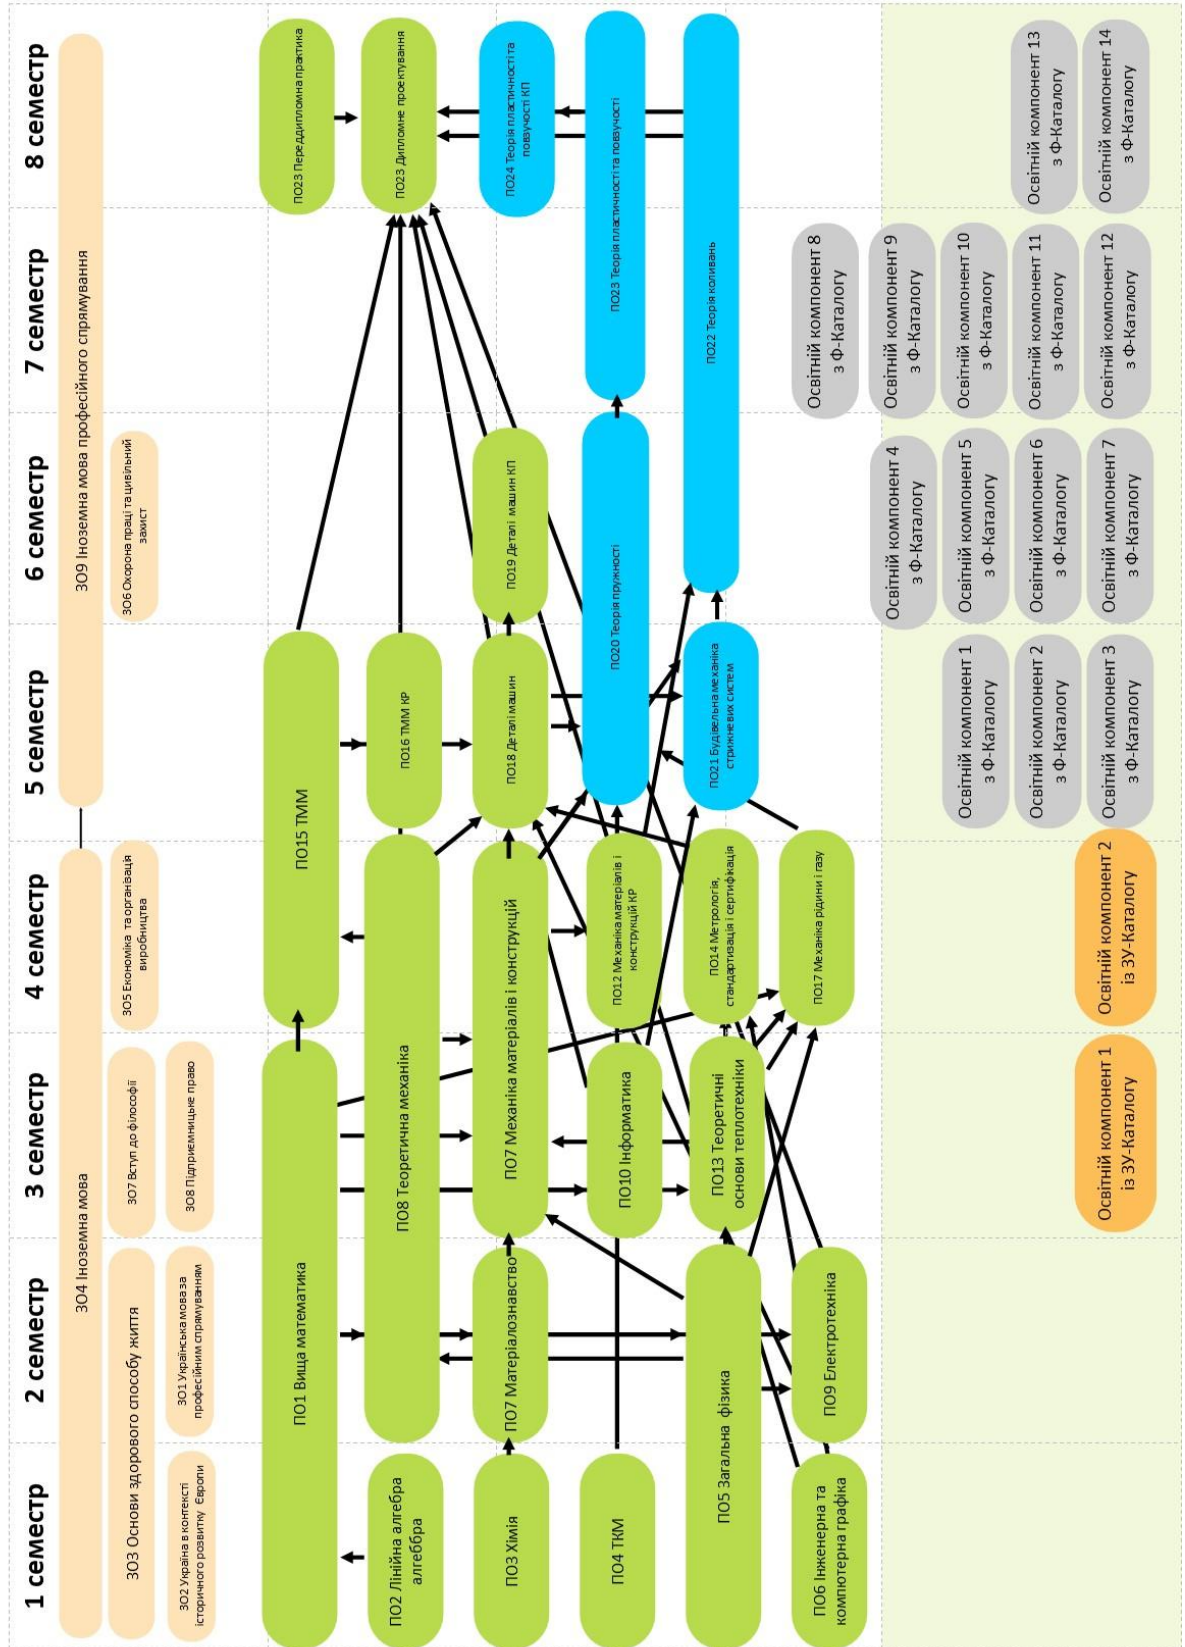 1 семестр
2 семестр
3 семестр
4 семестр
5 семестр
6 семестр
7 семестр
8 семестр
ЗО4 Іноземна мова
ЗО9 Іноземна мова професійного спрямування
ЗО3 Основи здорового способу життя
ЗО7 Вступ до філософії
ЗО5 Економіка та організація
виробництва
ЗО6 Охорона праці та цивільний
захист
ЗО2 Україна в контексті
історичного розвитку Європи
ЗО1 Українська мова за
професійним спрямуванням
ЗО8 Підприємницьке право
ПО1 Вища математика
ПО15 ТММ
ПО23 Переддипломна практика
ПО2 Лінійна алгебра
алгеббра
ПО8 Теоретична механіка
ПО16 ТММ КР
ПО23 Дипломне проектування
ПО3 Хімія
ПО7 Матеріалознавство
ПО7 Механіка матеріалів і конструкцій
ПО18 Деталі машин
ПО19 Деталі машин КП
ПО24 Теорія пластичності та
повзучості КП
ПО4 ТКМ
ПО10 Інформатика
ПО12 Механіка матеріалів і
конструкцій КР
ПО20 Теорія пружності
ПО23 Теорія пластичності та повзучості
ПО5 Загальна фізика
ПО13 Теоретичні
основи теплотехніки
ПО14 Метрологія,
стандартизація і сертифікація
ПО21 Будівельна механіка
стрижневих систем
ПО22 Теорія коливань
ПО6 Інженерна та
компютерна графіка
ПО9 Електротехніка
ПО17 Механіка рідини і газу
Освітній компонент 8
з Ф-Каталогу
Освітній компонент 4
з Ф-Каталогу
Освітній компонент 9
з Ф-Каталогу
Освітній компонент 1
з Ф-Каталогу
Освітній компонент 5
з Ф-Каталогу
Освітній компонент 10
з Ф-Каталогу
Освітній компонент 2
з Ф-Каталогу
Освітній компонент 6
з Ф-Каталогу
Освітній компонент 11
з Ф-Каталогу
Освітній компонент 13
з Ф-Каталогу
Освітній компонент 1
із ЗУ-Каталогу
Освітній компонент 2
із ЗУ-Каталогу
Освітній компонент 3
з Ф-Каталогу
Освітній компонент 7
з Ф-Каталогу
Освітній компонент 12
з Ф-Каталогу
Освітній компонент 14
з Ф-Каталогу